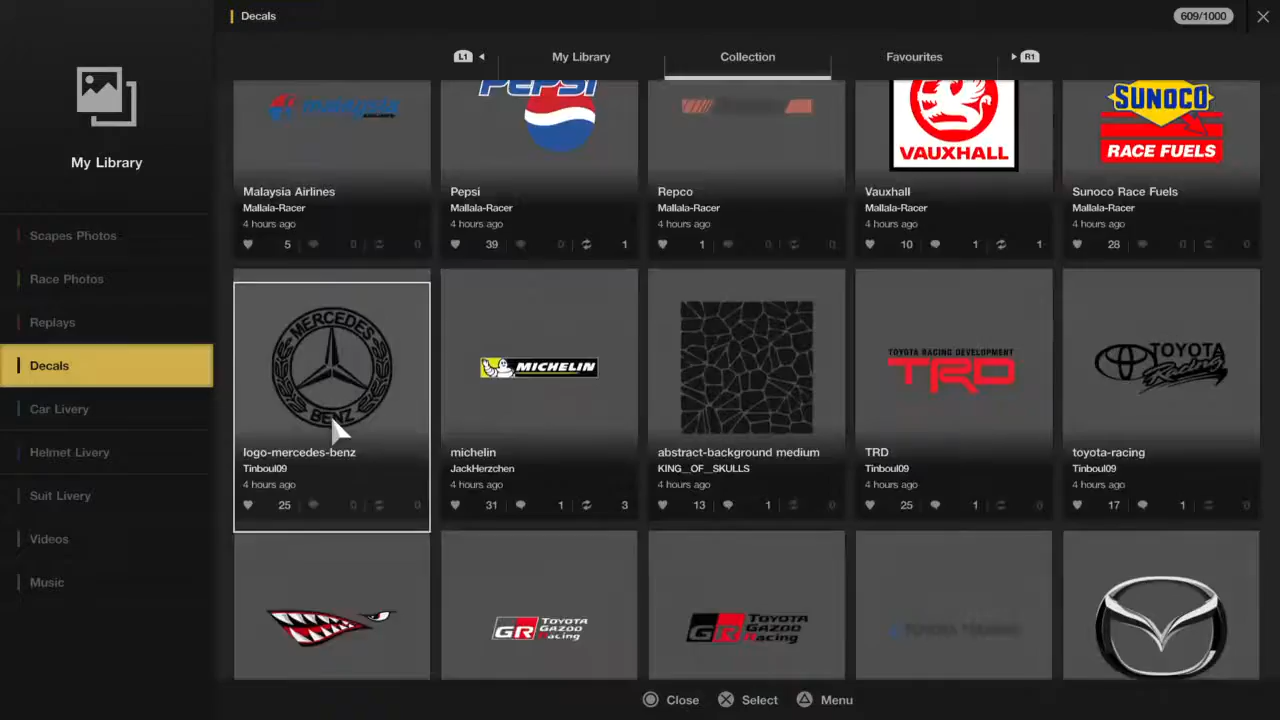 Decals
609/1000
My Library
L1
My Library
Collection
Favourites
R1
Scapes Photos
Race Photos
Replays
Decals
Car Livery
Helmet Livery
Suit Livery
Videos
Music
MALAYSIA
AIRLINES
PEPSI
VAUXHALL
SUNOCO
RACE FUELS
Malaysia Airlines
Mallala-Racer
4 hours ago
5 0 0
Pepsi
Mallala-Racer
4 hours ago
39 0 1
Repco
Mallala-Racer
4 hours ago
1 0 0
Vauxhall
Mallala-Racer
4 hours ago
10 1 1
Sunoco Race Fuels
Mallala-Racer
4 hours ago
28 0 0
MERCEDES
BENZ
MICHELIN
TOYOTA RACING DEVELOPMENT
TRD
TOYOTA
Racing
logo-mercedes-benz
Tinboul09
4 hours ago
25 0 0
michelin
JackHerzchen
4 hours ago
31 1 3
abstract-background medium
KING__OF__SKULLS
4 hours ago
13 1 0
TRD
Tinboul09
4 hours ago
25 1 0
toyota-racing
Tinboul09
4 hours ago
17 1 0
GR TOYOTA
GAZOO
Racing
GR TOYOTA
GAZOO
Racing
Close
Select
Menu